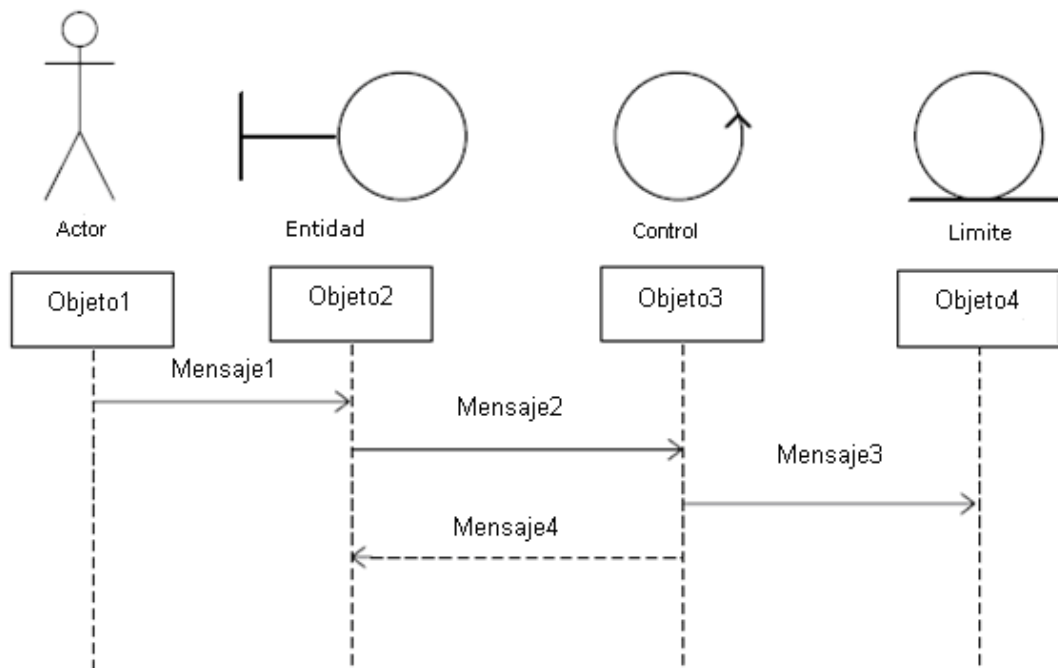 Actor
Entidad
Control
Limite
Objeto1
Objeto2
Objeto3
Objeto4
Mensaje1
Mensaje2
Mensaje3
Mensaje4